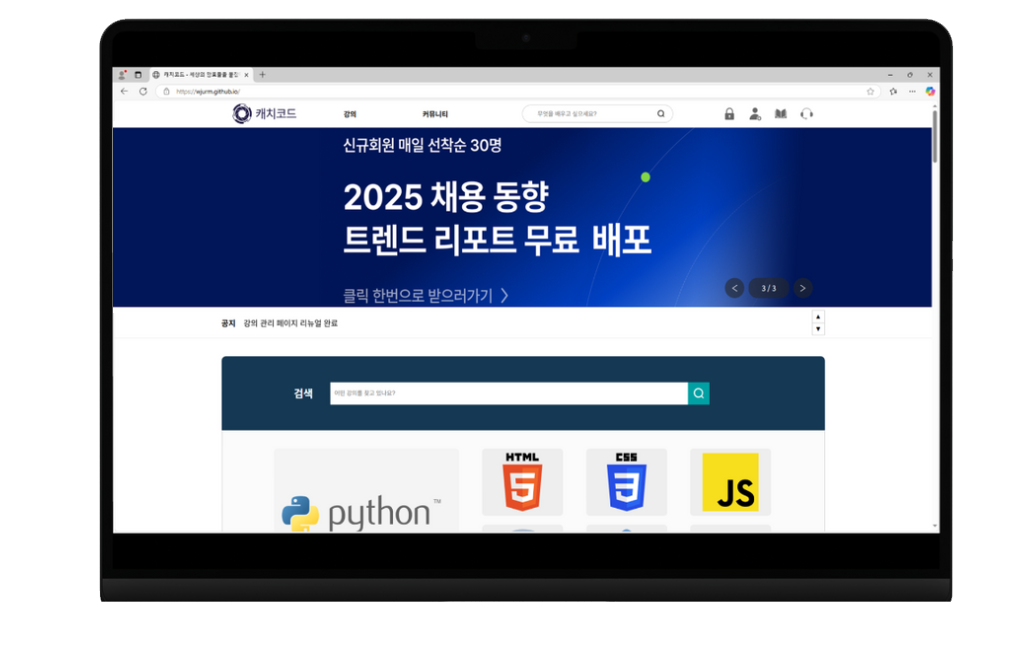 캐치코드 - 세상의 언표를을 붙잡
https://wjurm.github.io/
캐치코드
강의
커뮤니티
무엇을 배우고 싶으세요?
신규회원 매일 선착순 30명
2025 채용 동향
트렌드 리포트 무료 배포
클릭 한번으로 받으러가기 〉
3/3
공지 강의 관리 페이지 리뉴얼 완료
검색
어떤 강의를 찾고 있나요?
HTML
5
CSS
3
JS
python™